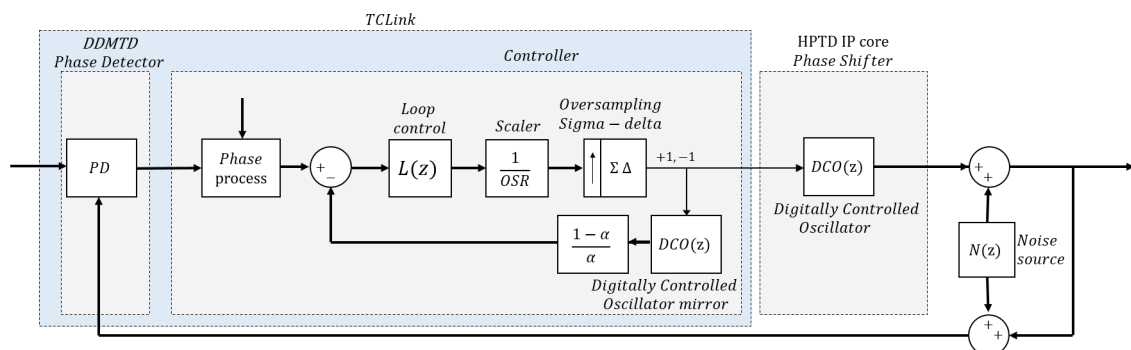 TCLink
DDMTD
Phase Detector
Controller
HPTD IP core
Phase Shifter
Loop
control
Scaler
Oversampling
Sigma − delta
PD
Phase
process
+
−
L(z)
1
OSR
↑
Σ Δ
+1, −1
DCO(z)
+
+
1 − α
α
DCO(z)
Digitally Controlled
Oscillator mirror
Digitally Controlled
Oscillator
N(z)
Noise
source
+
+